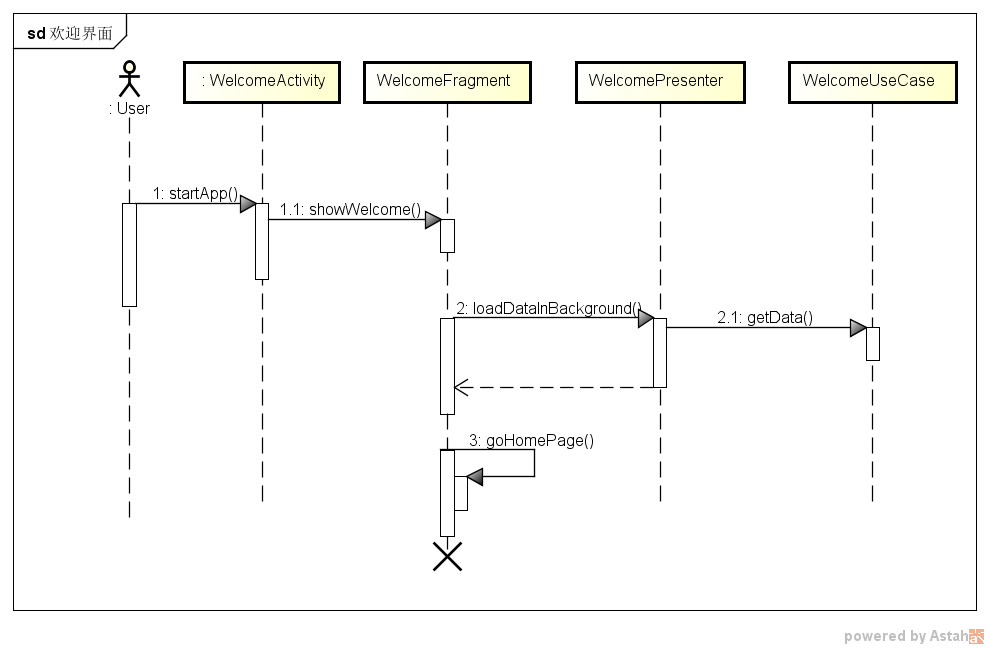 sd 欢迎界面
: User
: WelcomeActivity
WelcomeFragment
WelcomePresenter
WelcomeUseCase
1: startApp()
1.1: showWelcome()
2: loadDataInBackground()
2.1: getData()
3: goHomePage()
powered by Astah